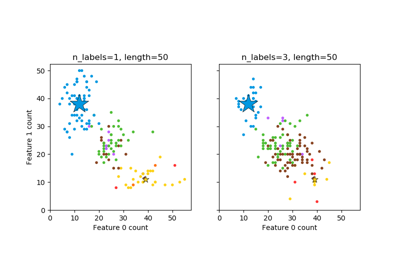 n_labels=1, length=50
n_labels=3, length=50
50
40
30
20
10
0
Feature 1 count
0 10 20 30 40 50
0 10 20 30 40 50
Feature 0 count
Feature 0 count